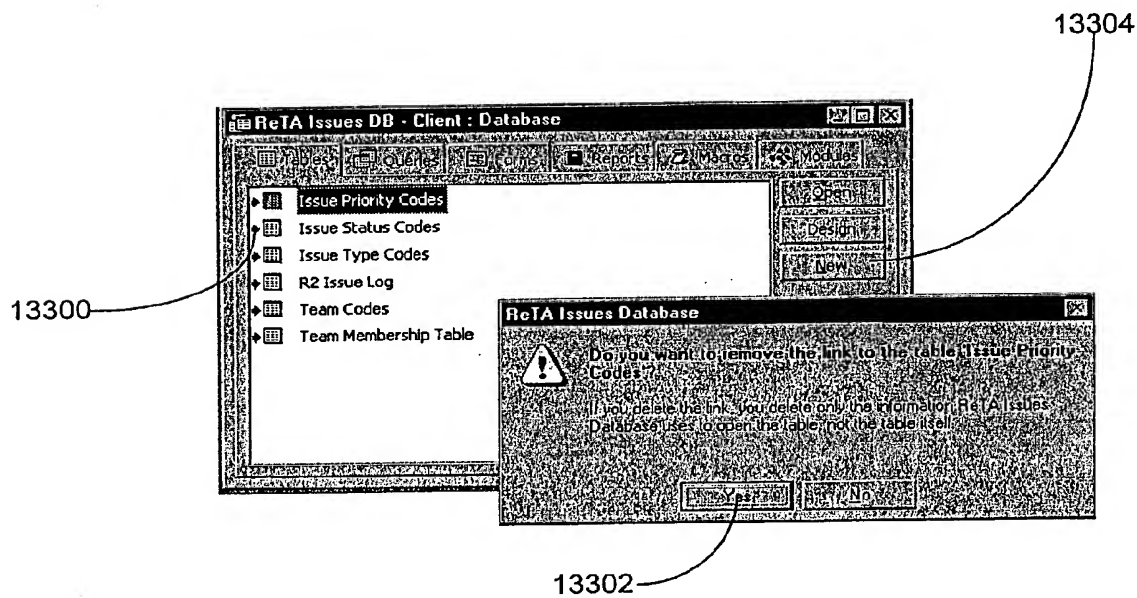 13304
ReTA Issues DB - Client : Database
Tables Queries Forms Reports Macros Modules
Issue Priority Codes
Issue Status Codes
Issue Type Codes
R2 Issue Log
Team Codes
Team Membership Table
Open
Design
New
13300
ReTA Issues Database
Do you want to remove the link to the table 'Issue Priority
Codes'?
If you delete the link, you delete only the information ReTA Issues
Database uses to open the table, not the table itself.
Yes No
13302